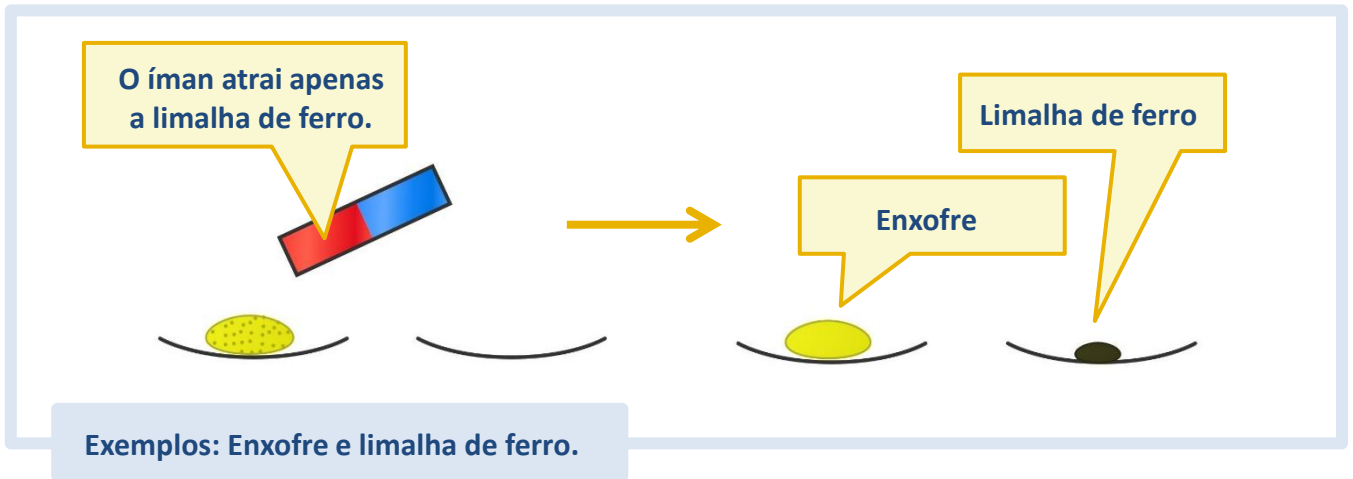 O íman atrai apenas
a limalha de ferro.
Limalha de ferro
Enxofre
Exemplos: Enxofre e limalha de ferro.